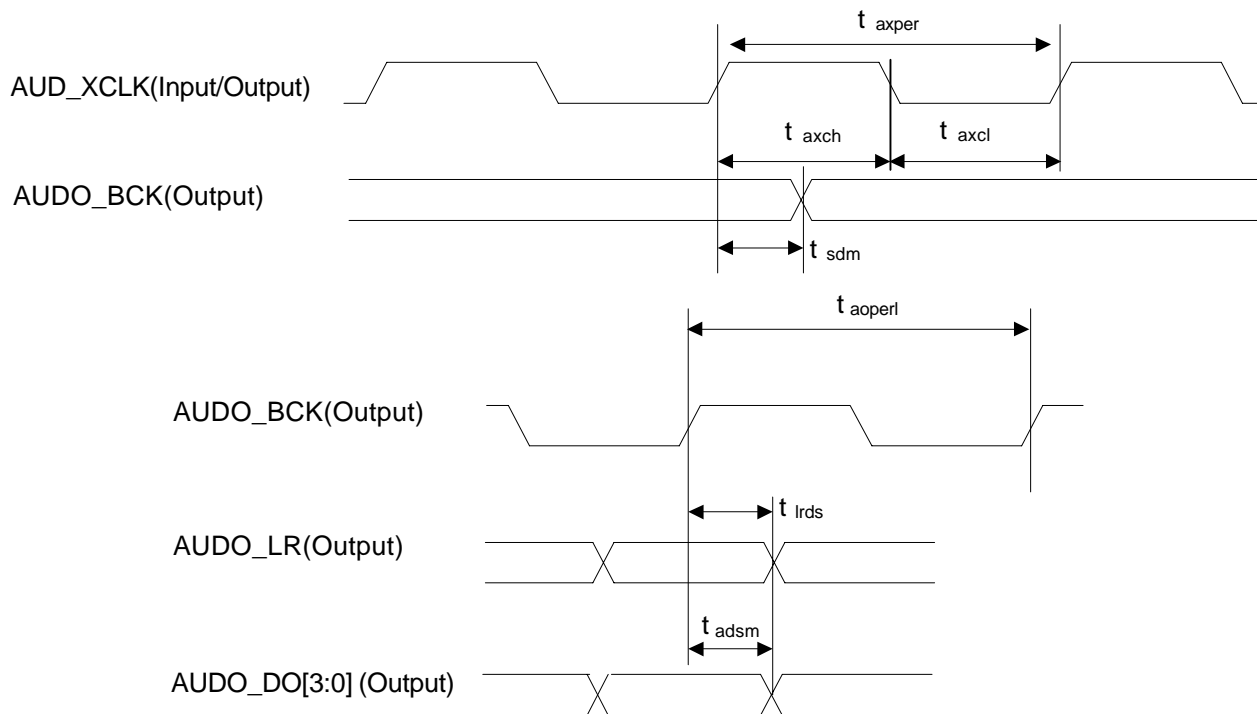 t axper
AUD_XCLK(Input/Output)
t axch
t axcl
AUDO_BCK(Output)
t sdm
t aoperl
AUDO_BCK(Output)
t lrds
AUDO_LR(Output)
t adsm
AUDO_DO[3:0] (Output)